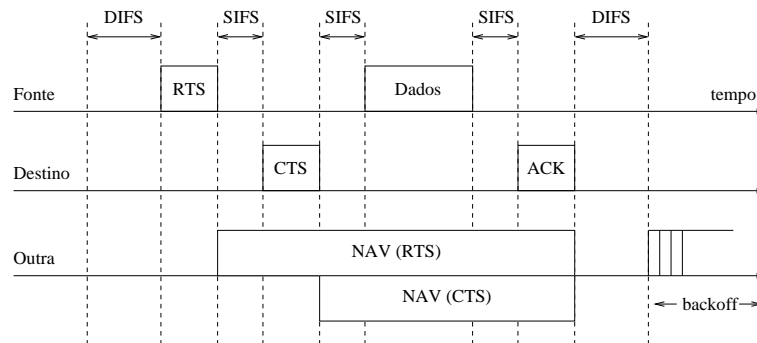 DIFS SIFS SIFS SIFS DIFS
Fonte RTS Dados tempo
Destino CTS ACK
Outra NAV (RTS)
NAV (CTS) backoff